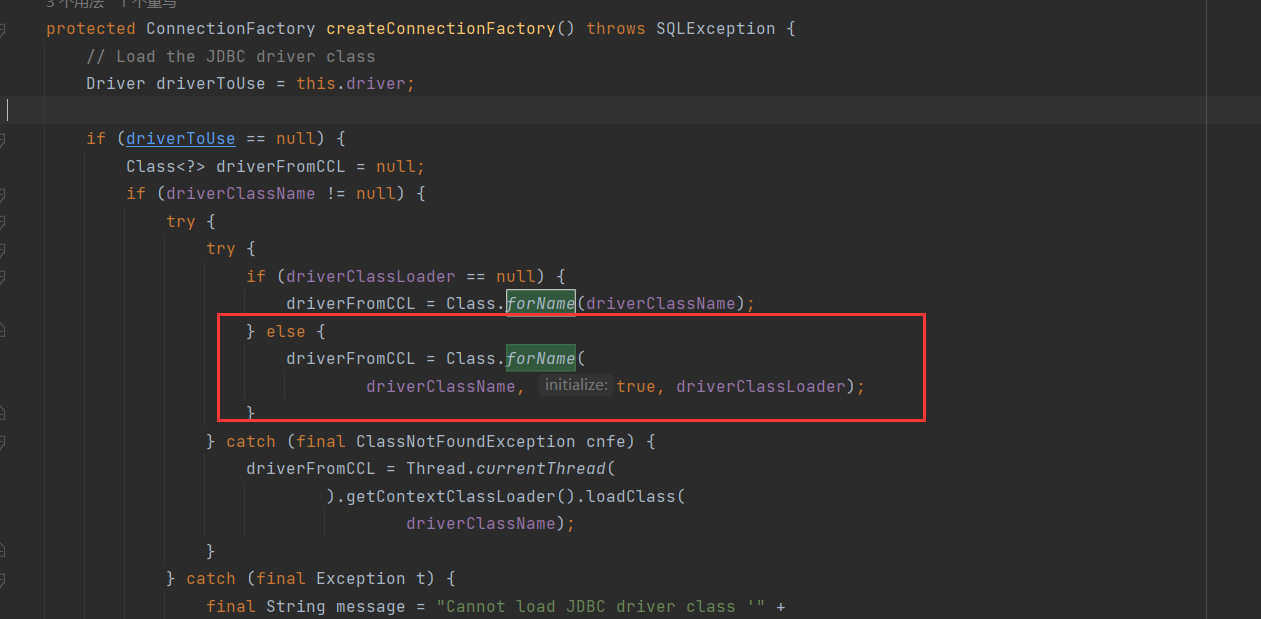 3 个用法   1 个重写
protected ConnectionFactory createConnectionFactory() throws SQLException {
    // Load the JDBC driver class
    Driver driverToUse = this.driver;

    if (driverToUse == null) {
        Class<?> driverFromCCL = null;
        if (driverClassName != null) {
            try {
                try {
                    if (driverClassLoader == null) {
                        driverFromCCL = Class.forName(driverClassName);
                    } else {
                        driverFromCCL = Class.forName(
                                driverClassName, initialize: true, driverClassLoader);
                    }
                } catch (final ClassNotFoundException cnfe) {
                    driverFromCCL = Thread.currentThread(
                            ).getContextClassLoader().loadClass(
                                    driverClassName);
                }
            } catch (final Exception t) {
                final String message = "Cannot load JDBC driver class '" +